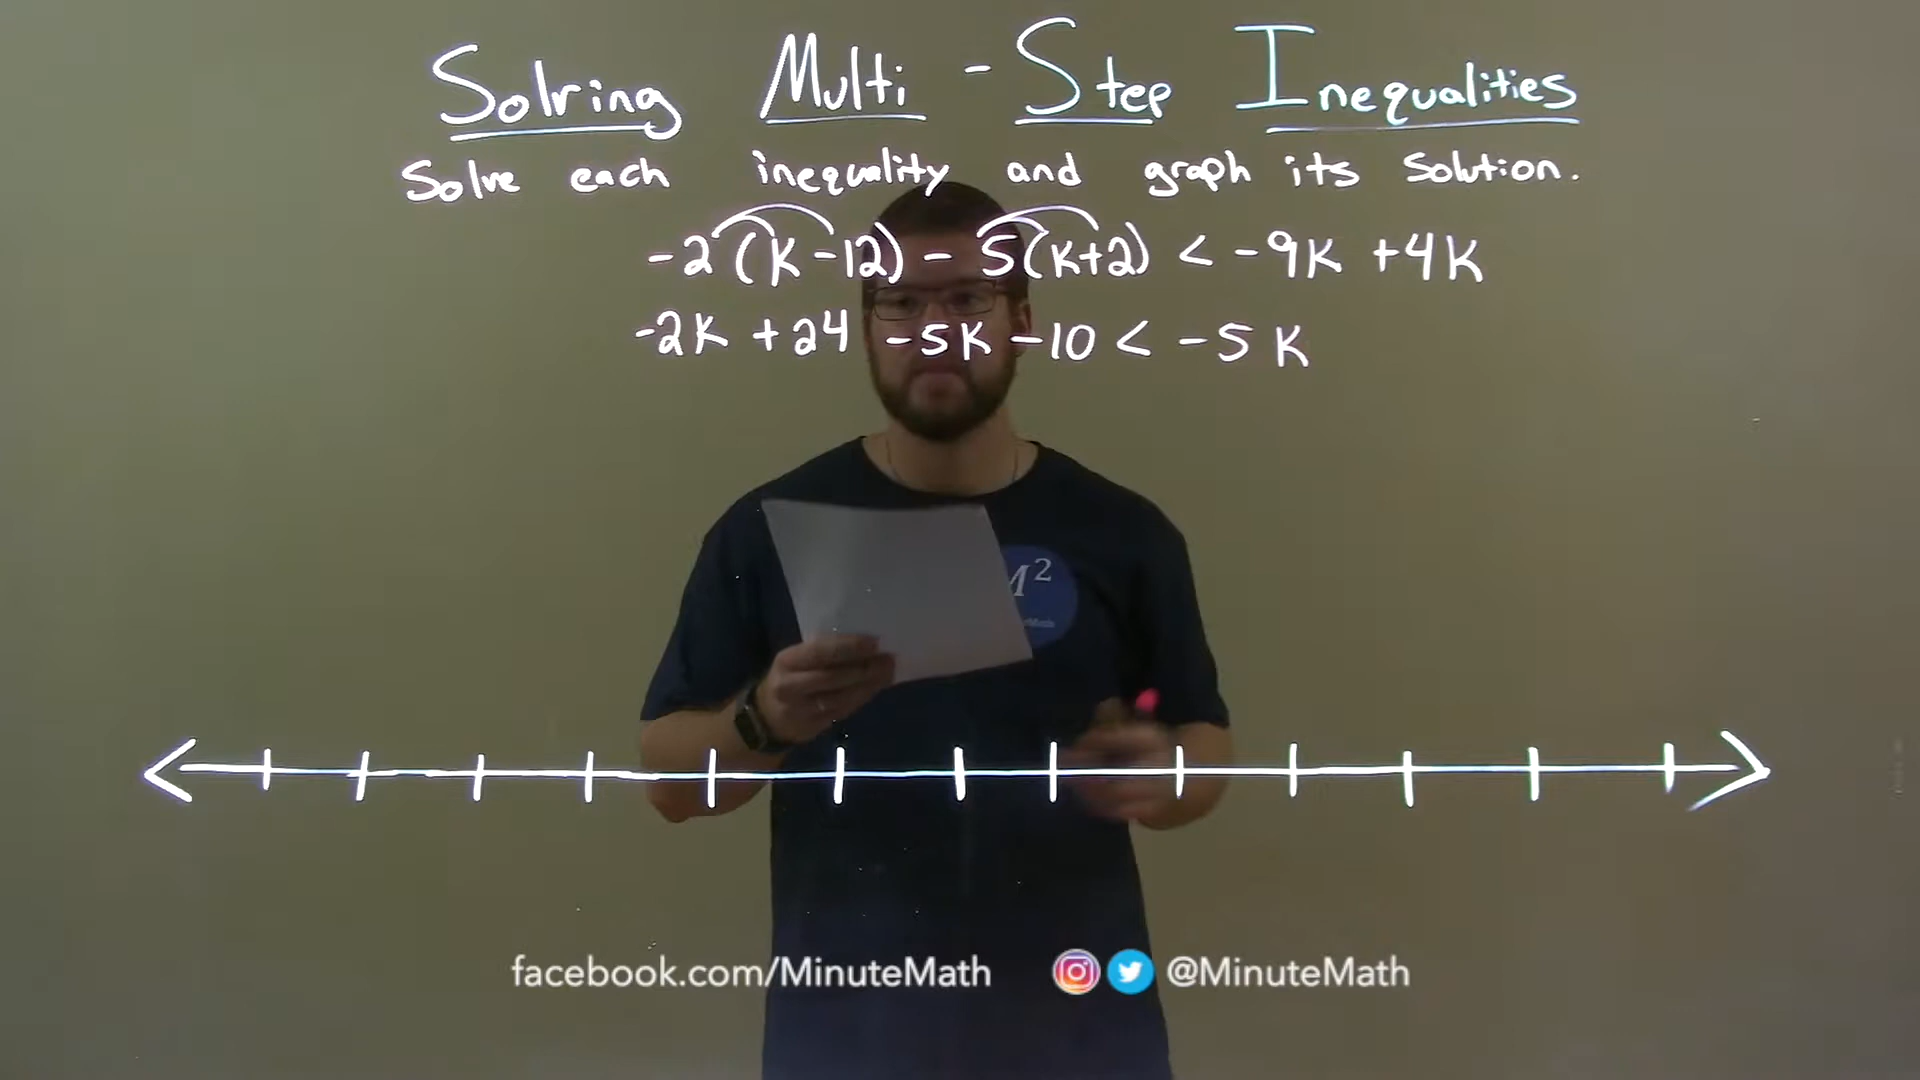 Solving Multi-Step Inequalities
Solve each inequality and graph its solution.
-2(K-12) - 5(K+2) < -9K +4K
-2K +24 -5K -10 < -5K
M²
facebook.com/MinuteMath @MinuteMath